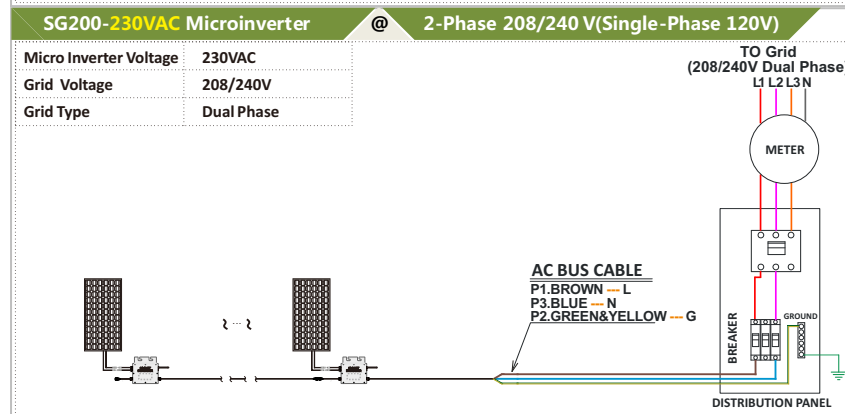 SG200-230VAC Microinverter @ 2-Phase 208/240 V(Single-Phase 120V)
Micro Inverter Voltage 230VAC
Grid Voltage 208/240V
Grid Type Dual Phase
TO Grid
(208/240V Dual Phase)
L1 L2 L3 N
METER
AC BUS CABLE
P1.BROWN --- L
P3.BLUE --- N
P2.GREEN&YELLOW --- G
~ ... ~
BREAKER
GROUND
DISTRIBUTION PANEL